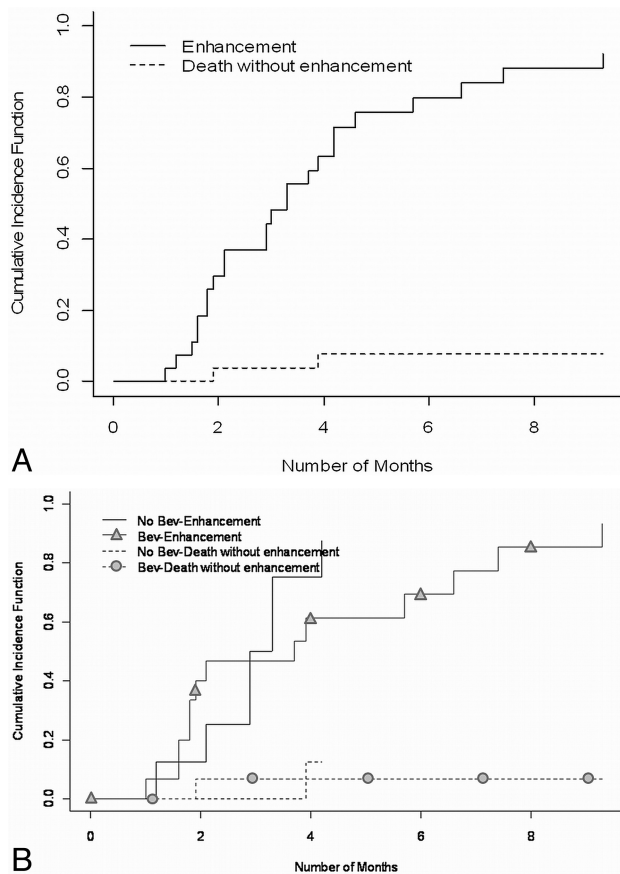 1.0
Enhancement
Death without enhancement
0.8
0.6
0.4
0.2
0.0
Cumulative Incidence Function
0 2 4 6 8
Number of Months
A
1.0
No Bev-Enhancement
Bev-Enhancement
No Bev-Death without enhancement
Bev-Death without enhancement
0.8
0.6
0.4
0.2
0.0
Cumulative Incidence Function
0 2 4 6 8
Number of Months
B